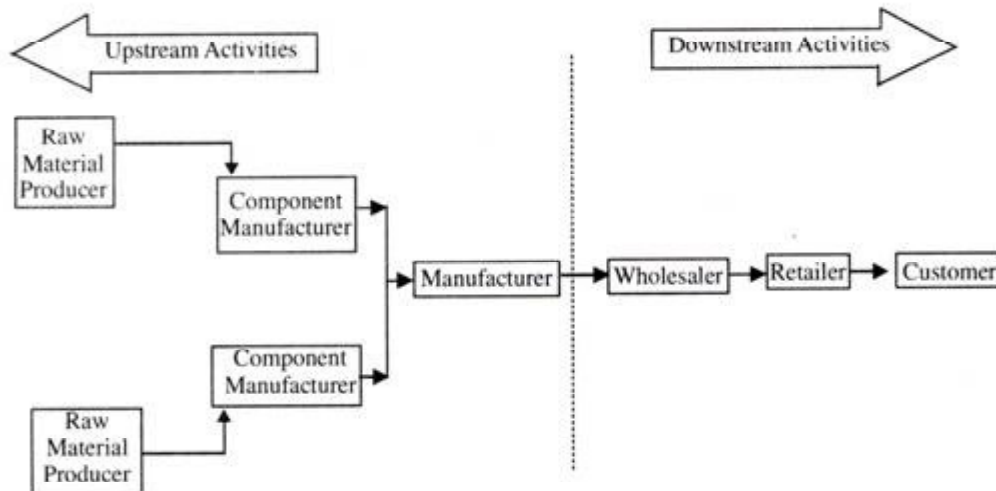 Upstream Activities
Downstream Activities
Raw
Material
Producer
Component
Manufacturer
Manufacturer
Wholesaler
Retailer
Customer
Component
Manufacturer
Raw
Material
Producer